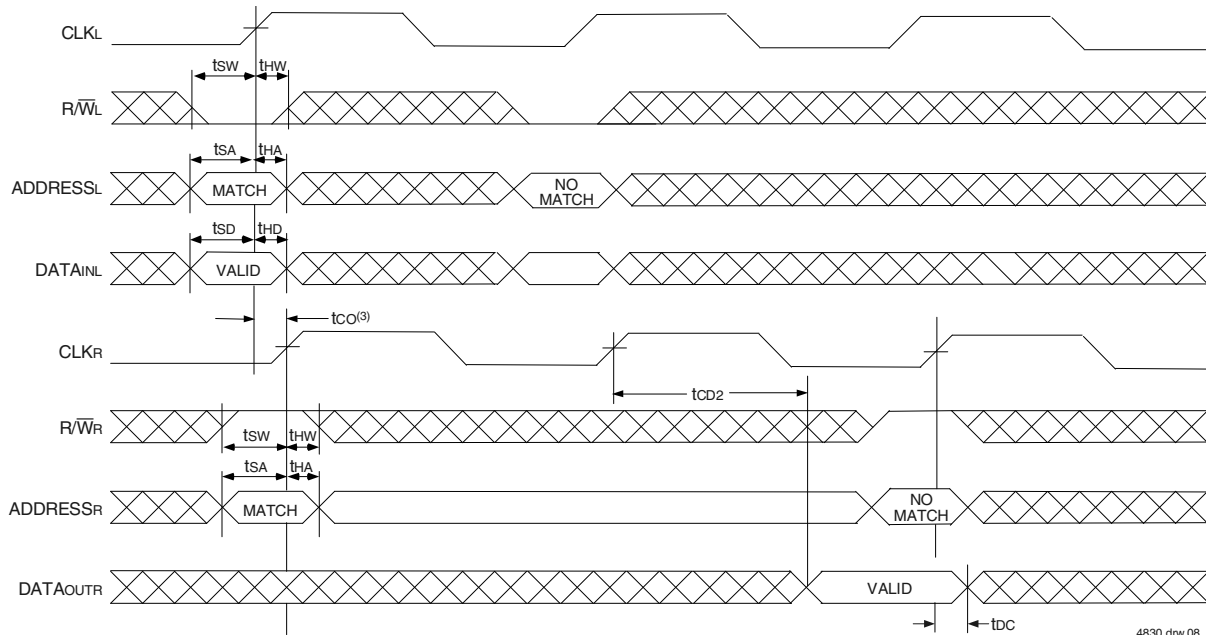 CLKL
tSW tHW
R/W̅L
tSA tHA
ADDRESSL MATCH NO MATCH
tSD tHD
DATAINL VALID
tCO(3)
CLKR
tCD2
R/W̅R
tSW tHW
tSA tHA
ADDRESSR MATCH NO MATCH
DATAOUTR VALID
tDC
4830 drw 08